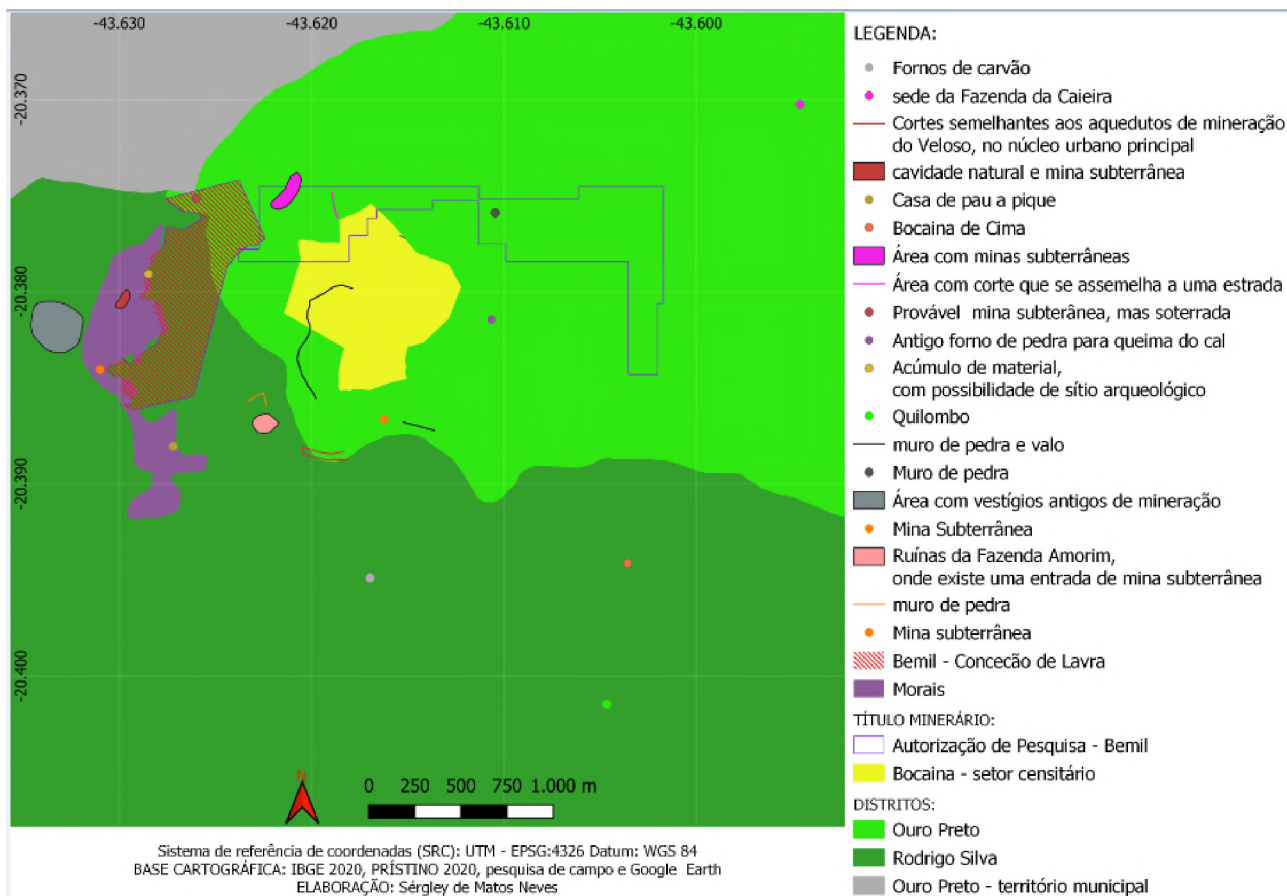 -43.630 -43.620 -43.610 -43.600
-20.370
-20.380
-20.390
-20.400
N
0 250 500 750 1.000 m
LEGENDA:
Fornos de carvão
sede da Fazenda da Caieira
Cortes semelhantes aos aquedutos de mineração
do Veloso, no núcleo urbano principal
cavidade natural e mina subterrânea
Casa de pau a pique
Bocaina de Cima
Área com minas subterrâneas
Área com corte que se assemelha a uma estrada
Provável mina subterânea, mas soterrada
Antigo forno de pedra para queima do cal
Acúmulo de material,
com possibilidade de sítio arqueológico
Quilombo
muro de pedra e valo
Muro de pedra
Área com vestígios antigos de mineração
Mina Subterrânea
Ruínas da Fazenda Amorim,
onde existe uma entrada de mina subterrânea
muro de pedra
Mina subterrânea
Bemil - Concecão de Lavra
Morais
TÍTULO MINERÁRIO:
Autorização de Pesquisa - Bemil
Bocaina - setor censitário
DISTRITOS:
Ouro Preto
Rodrigo Silva
Ouro Preto - território municipal
Sistema de referência de coordenadas (SRC): UTM - EPSG:4326 Datum: WGS 84
BASE CARTOGRÁFICA: IBGE 2020, PRÍSTINO 2020, pesquisa de campo e Google Earth
ELABORAÇÃO: Sérgley de Matos Neves